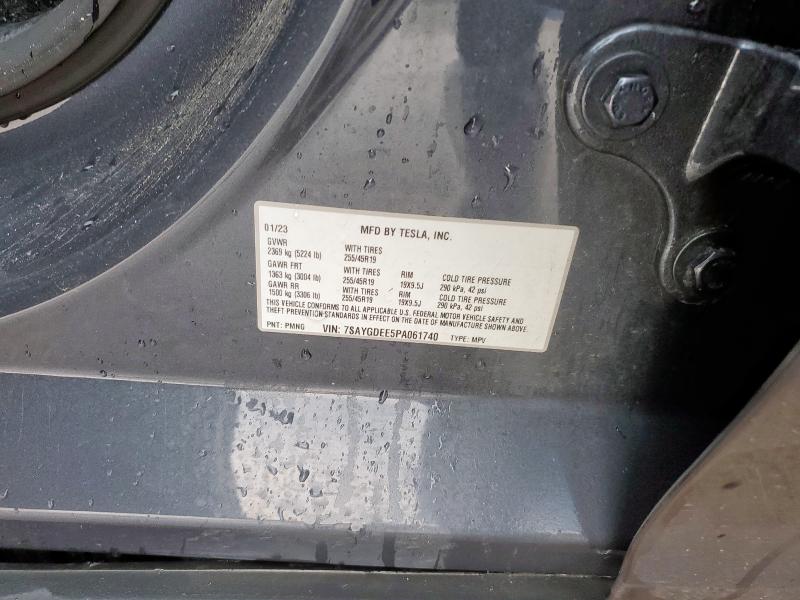 01/23 MFD BY TESLA, INC.
GVWR WITH TIRES
2369 kg (5224 lb) 255/45R19
GAWR FRT WITH TIRES RIM COLD TIRE PRESSURE
1363 kg (3004 lb) 255/45R19 19X9.5J 290 kPa, 42 psi
GAWR RR WITH TIRES RIM COLD TIRE PRESSURE
1500 kg (3306 lb) 255/45R19 19X9.5J 290 kPa, 42 psi
THIS VEHICLE CONFORMS TO ALL APPLICABLE U.S. FEDERAL MOTOR VEHICLE SAFETY AND
THEFT PREVENTION STANDARDS IN EFFECT ON THE DATE OF MANUFACTURE SHOWN ABOVE.
PNT: PMNG VIN: 7SAYGDEE5PA061740 TYPE: MPV